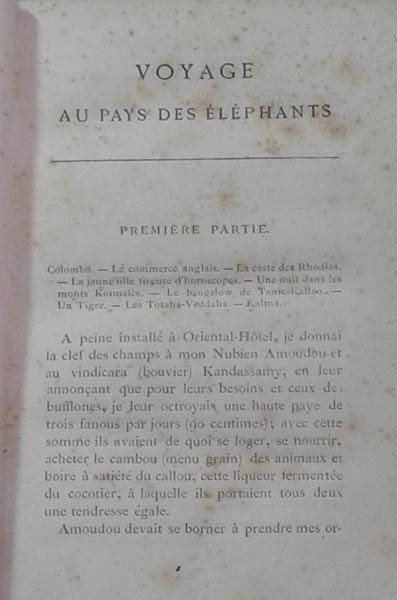 VOYAGE
AU PAYS DES ÉLÉPHANTS
PREMIÈRE PARTIE.
Colombo. — Le commerce anglais. — La caste des Rhodias.
— La jeune fille tireuse d'horoscopes. — Une nuit dans les
monts Kotmalés. — Le bengalow de Tanie-Kalloo. —
Un Tigre. — Les Totahs-Veddahs. — Kaltna.
A peine installé à Oriental-Hôtel, je donnai
la clef des champs à mon Nubien Amoudou et
au vindicara (bouvier) Kandassamy, en leur
annonçant que pour leurs besoins et ceux de
bufflones, je leur octroyais une haute paye de
trois fanous par jours (90 centimes); avec cette
somme ils avaient de quoi se loger, se nourrir,
acheter le cambou (menu grain) des animaux et
boire à satiété du callou, cette liqueur fermentée
du cocotier, à laquelle ils portaient tous deux
une tendresse égale.
Amoudou devait se borner à prendre mes or-